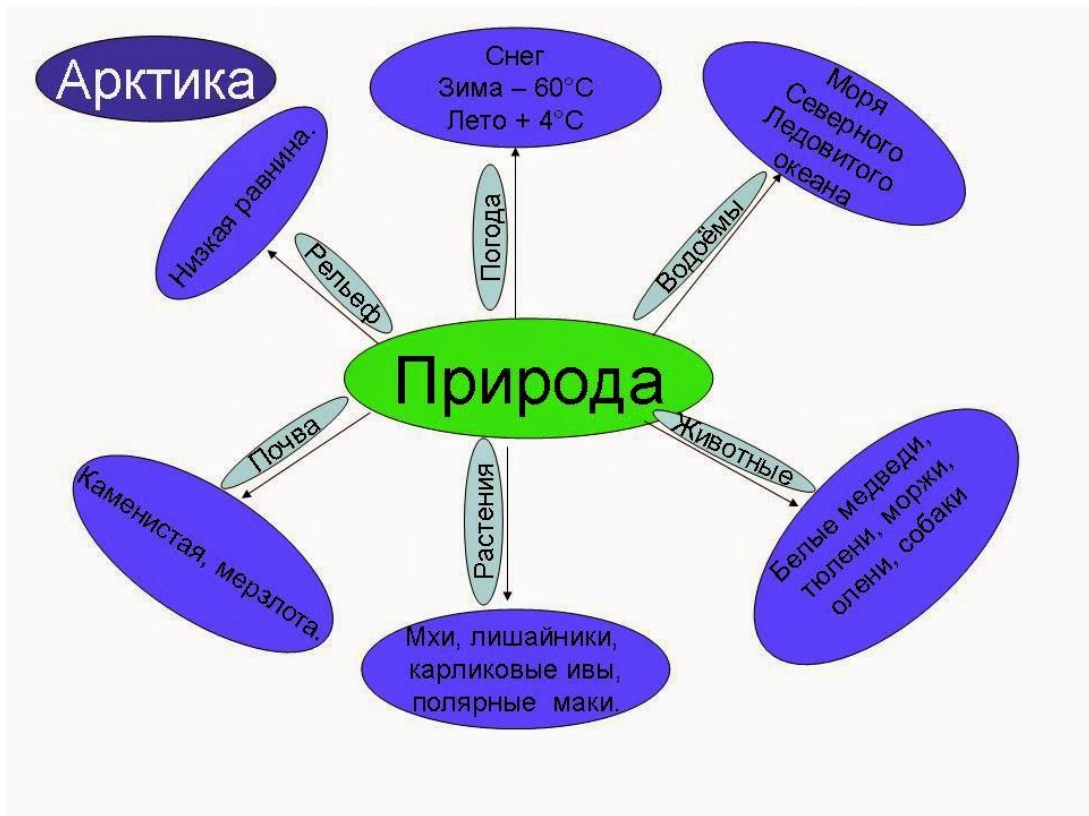 Арктика
Снег
Зима – 60°С
Лето + 4°С
Моря
Северного
Ледовитого
океана
Низкая равнина.
Рельеф
Погода
Водоёмы
Природа
Почва
Растения
Животные
Каменистая, мерзлота.
Мхи, лишайники,
карликовые ивы,
полярные маки.
Белые медведи,
тюлени, моржи,
олени, собаки